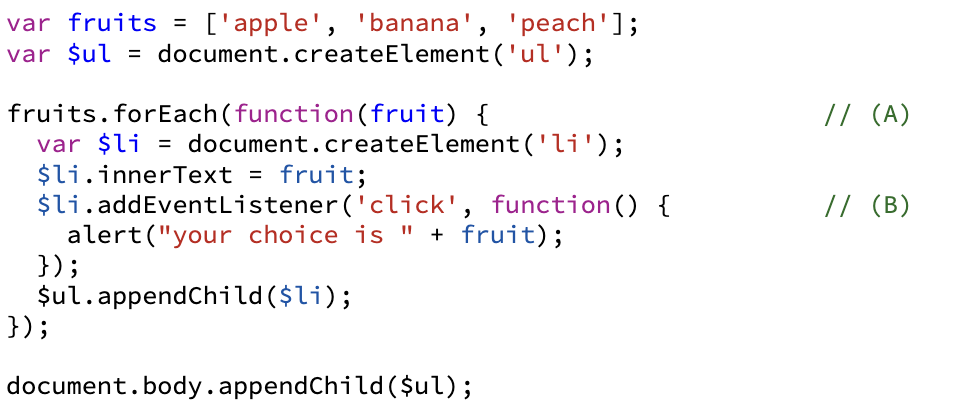 var fruits = ['apple', 'banana', 'peach'];
var $ul = document.createElement('ul');

fruits.forEach(function(fruit) {                      // (A)
  var $li = document.createElement('li');
  $li.innerText = fruit;
  $li.addEventListener('click', function() {          // (B)
    alert("your choice is " + fruit);
  });
  $ul.appendChild($li);
});

document.body.appendChild($ul);